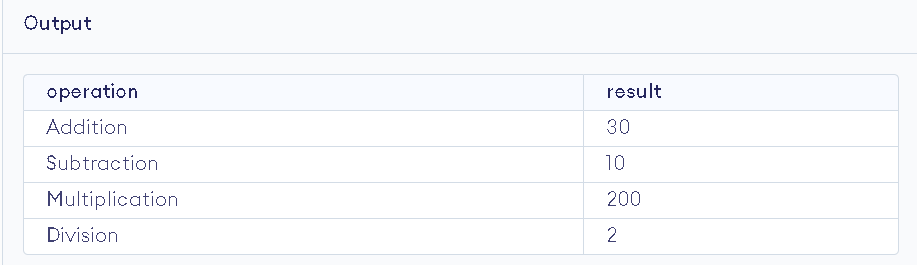 Output
operation result
Addition 30
Subtraction 10
Multiplication 200
Division 2